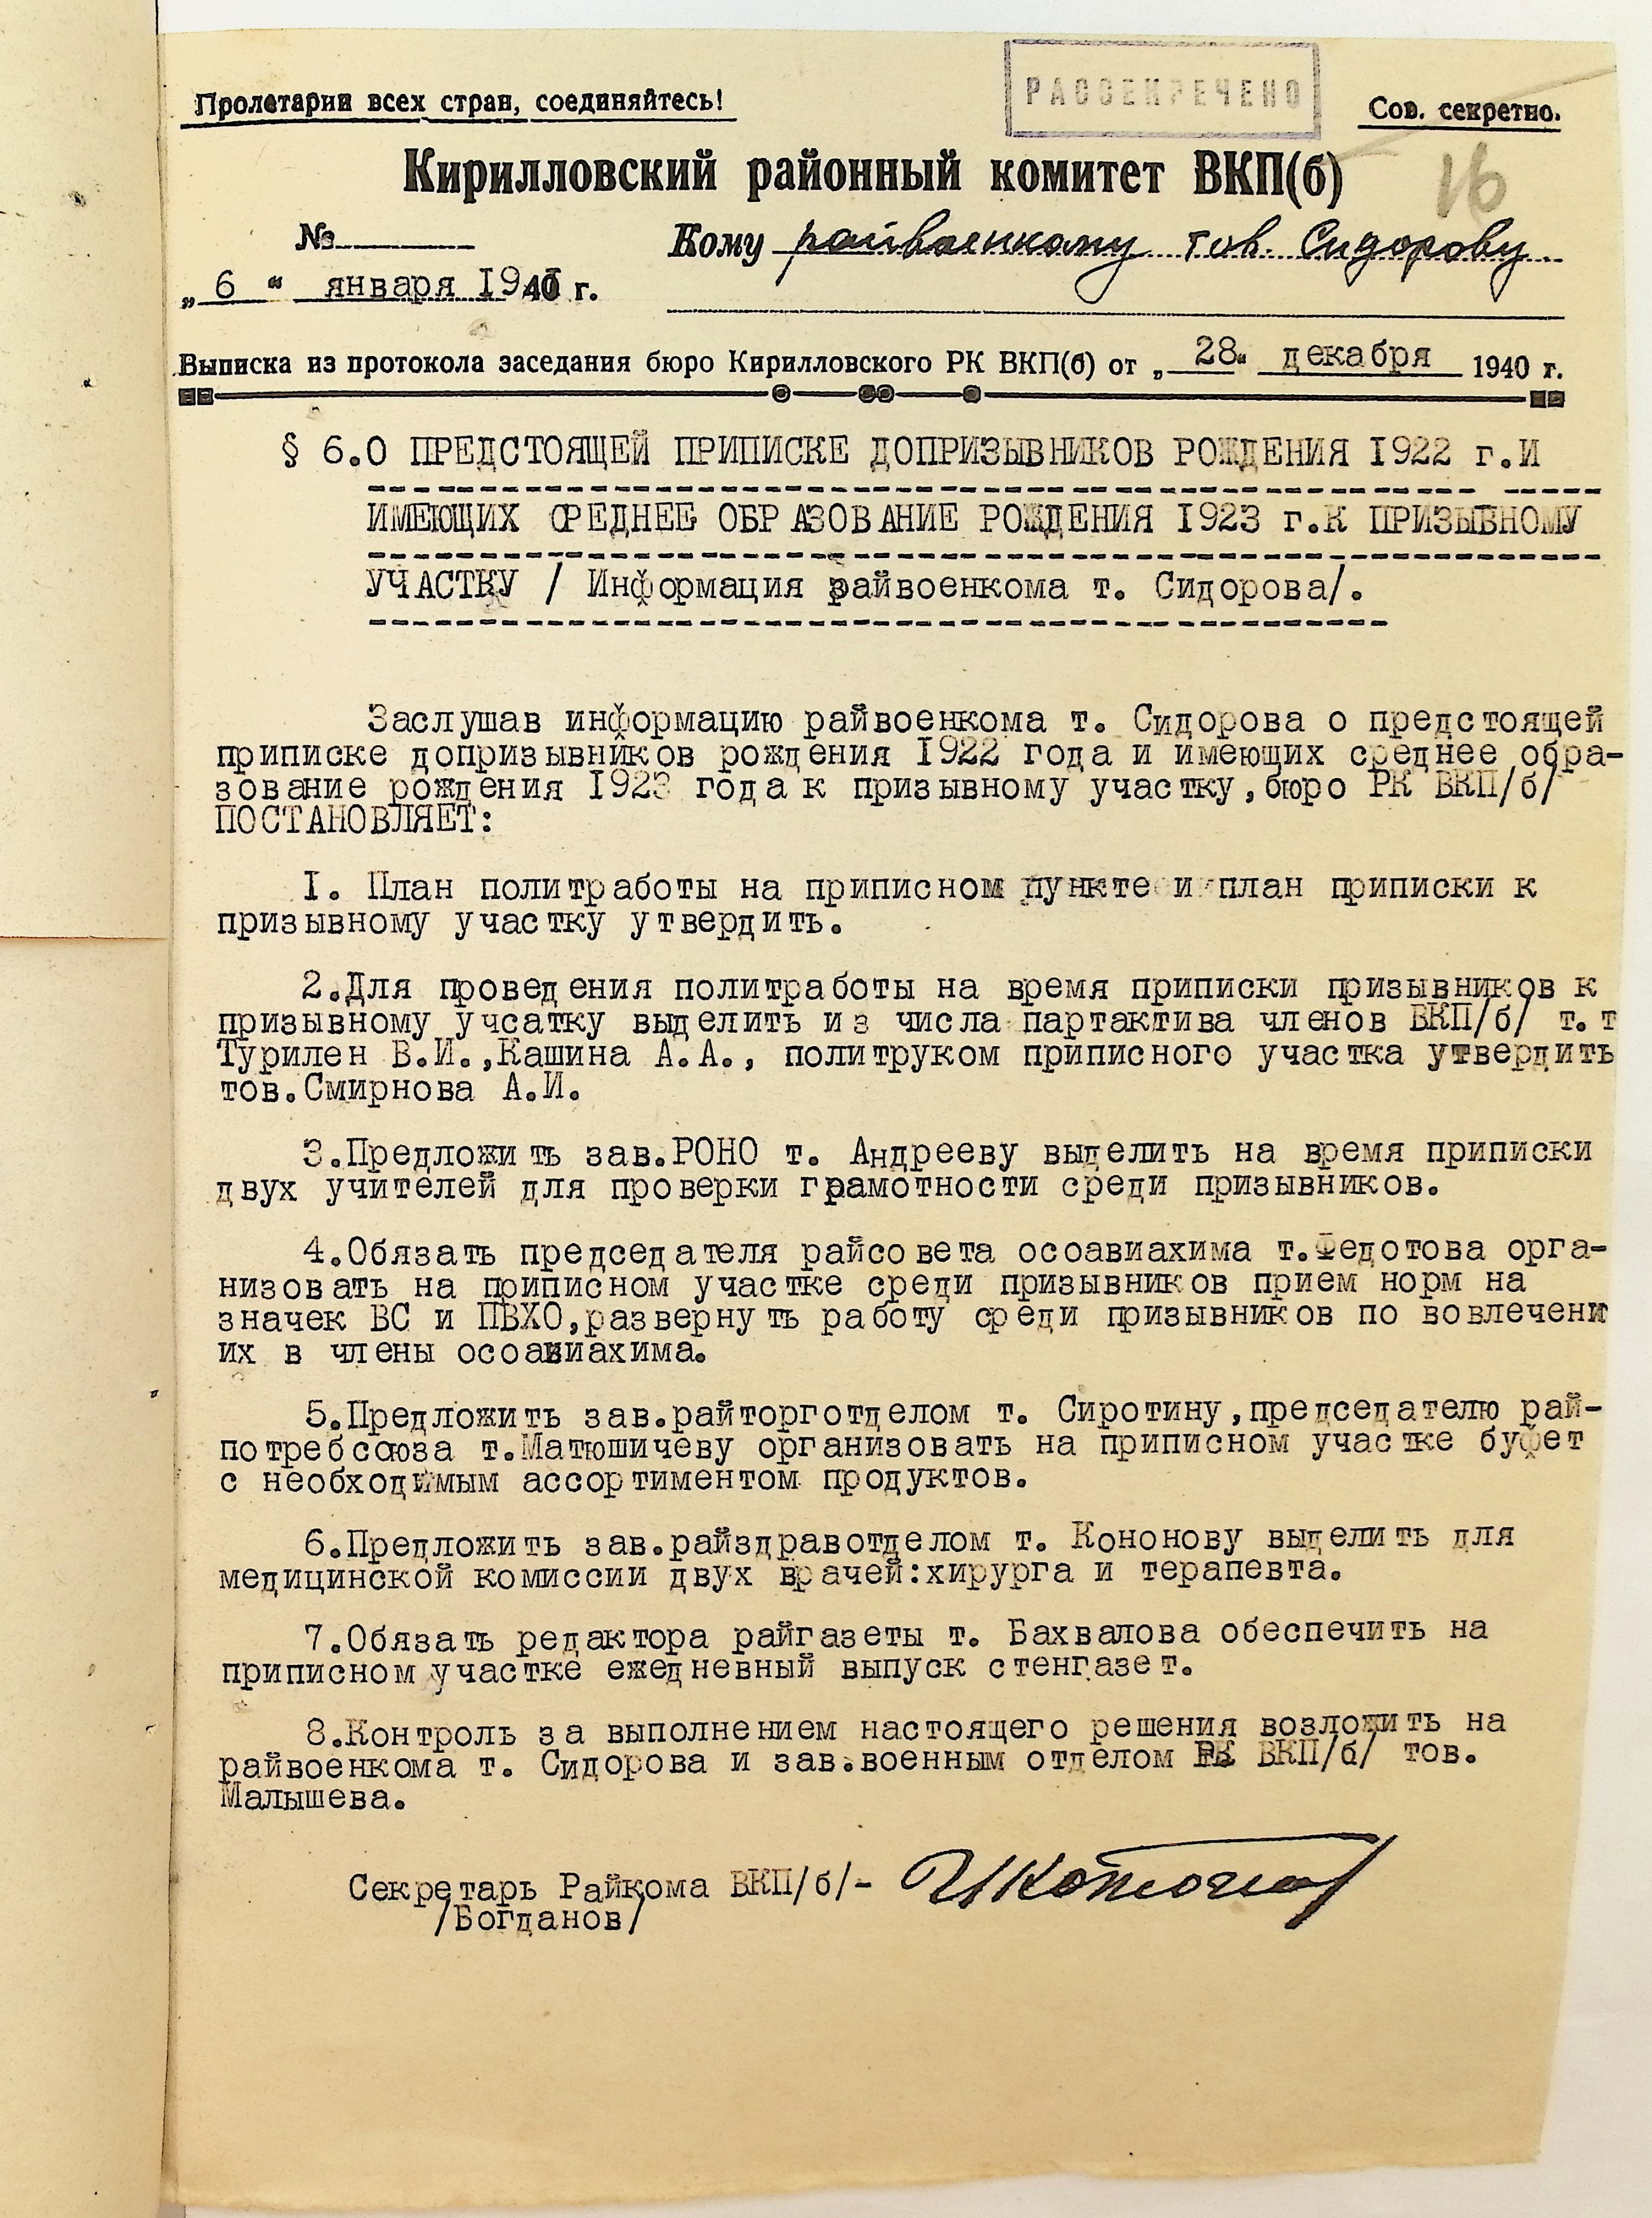 Пролетарии всех стран, соединяйтесь!
РАССЕКРЕЧЕНО
Сов. секретно.
Кирилловский районный комитет ВКП(б)
16
№
Кому райвоенкому тов. Сидорову
„ 6 “ января 1941 г.
Выписка из протокола заседания бюро Кирилловского РК ВКП(б) от „ 28 “ декабря 1940 г.
§ 6.О ПРЕДСТОЯЩЕЙ ПРИПИСКЕ ДОПРИЗЫВНИКОВ РОЖДЕНИЯ 1922 г.И
ИМЕЮЩИХ СРЕДНЕЕ ОБРАЗОВАНИЕ РОЖДЕНИЯ 1923 г.К ПРИЗЫВНОМУ
УЧАСТКУ / Информация райвоенкома т. Сидорова/.
Заслушав информацию райвоенкома т. Сидорова о предстоящей
приписке допризывников рождения 1922 года и имеющих среднее обра-
зование рождения 1923 года к призывному участку,бюро РК ВКП/б/
ПОСТАНОВЛЯЕТ:
1. План политработы на приписном пункте и план приписки к
призывному участку утвердить.
2.Для проведения политработы на время приписки призывников к
призывному учсатку выделить из числа партактива членов ВКП/б/ т.т
Турилен В.И.,Кашина А.А., политруком приписного участка утвердить
тов.Смирнова А.И.
3.Предложить зав.РОНО т. Андрееву выделить на время приписки
двух учителей для проверки грамотности среди призывников.
4.Обязать председателя райсовета осоавиахима т.Федотова орга-
низовать на приписном участке среди призывников прием норм на
значек ВС и ПВХО,развернуть работу среди призывников по вовлечени
их в члены осоавиахима.
5.Предложить зав.райторготделом т. Сиротину,председателю рай-
потребсоюза т.Матюшичеву организовать на приписном участке буфет
с необходимым ассортиментом продуктов.
6.Предложить зав.райздравотделом т. Кононову выделить для
медицинской комиссии двух врачей:хирурга и терапевта.
7.Обязать редактора райгазеты т. Бахвалова обеспечить на
приписном участке ежедневный выпуск стенгазет.
8.Контроль за выполнением настоящего решения возложить на
райвоенкома т. Сидорова и зав.военным отделом РК ВКП/б/ тов.
Малышева.
Секретарь Райкома ВКП/б/-
/Богданов/